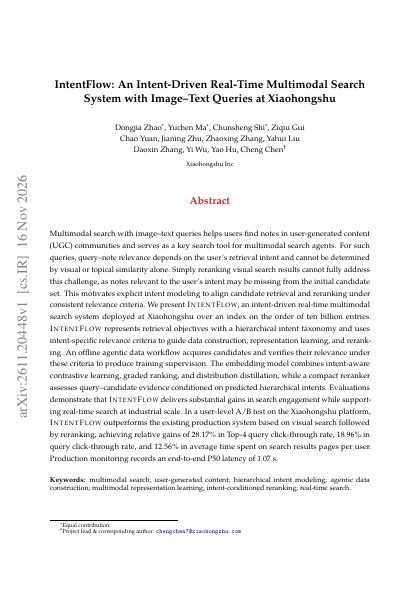 IntentFlow: An Intent-Driven Real-Time Multimodal Search
System with Image–Text Queries at Xiaohongshu
Dongjia Zhao*, Yuchen Ma*, Chunsheng Shi*, Ziqiu Gui
Chao Yuan, Jianing Zhu, Zhaoxing Zhang, Yahui Liu
Daoxin Zhang, Yi Wu, Yao Hu, Cheng Chen†
Xiaohongshu Inc
Abstract
Multimodal search with image–text queries helps users find notes in user-generated content
(UGC) communities and serves as a key search tool for multimodal search agents. For such
queries, query–note relevance depends on the user's retrieval intent and cannot be determined
by visual or topical similarity alone. Simply reranking visual search results cannot fully address
this challenge, as notes relevant to the user's intent may be missing from the initial candidate
set. This motivates explicit intent modeling to align candidate retrieval and reranking under
consistent relevance criteria. We present INTENTFLOW, an intent-driven real-time multimodal
search system deployed at Xiaohongshu over an index on the order of ten billion entries.
INTENTFLOW represents retrieval objectives with a hierarchical intent taxonomy and uses
intent-specific relevance criteria to guide data construction, representation learning, and rerank-
ing. An offline agentic data workflow acquires candidates and verifies their relevance under
these criteria to produce training supervision. The embedding model combines intent-aware
contrastive learning, graded ranking, and distribution distillation, while a compact reranker
assesses query–candidate evidence conditioned on predicted hierarchical intents. Evaluations
demonstrate that INTENTFLOW delivers substantial gains in search engagement while support-
ing real-time search at industrial scale. In a user-level A/B test on the Xiaohongshu platform,
INTENTFLOW outperforms the existing production system based on visual search followed
by reranking, achieving relative gains of 28.17% in Top-4 query click-through rate, 18.96% in
query click-through rate, and 12.56% in average time spent on search results pages per user.
Production monitoring records an end-to-end P50 latency of 1.07 s.
Keywords: multimodal search; user-generated content; hierarchical intent modeling; agentic data
construction; multimodal representation learning; intent-conditioned reranking; real-time search.
*Equal contribution.
†Project lead & corresponding author: chengchen7@xiaohongshu.com
arXiv:2611.20448v1 [cs.IR] 16 Nov 2026